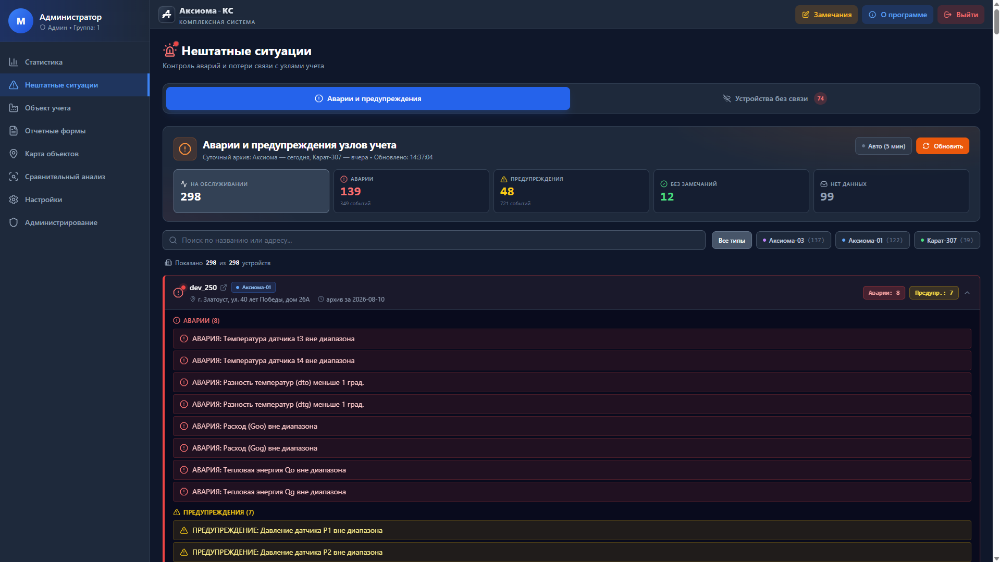 М
Администратор
Админ • Группа: 1
Статистика
Нештатные ситуации
Объект учета
Отчетные формы
Карта объектов
Сравнительный анализ
Настройки
Администрирование
Аксиома-КС
КОМПЛЕКСНАЯ СИСТЕМА
Замечания
О программе
Выйти
Нештатные ситуации
Контроль аварий и потери связи с узлами учета
Аварии и предупреждения
Устройства без связи 74
Аварии и предупреждения узлов учета
Суточный архив: Аксиома — сегодня, Карат-307 — вчера • Обновлено: 14:37:04
Авто (5 мин)
Обновить
НА ОБСЛУЖИВАНИИ
298
АВАРИИ
139
349 событий
ПРЕДУПРЕЖДЕНИЯ
48
721 событий
БЕЗ ЗАМЕЧАНИЙ
12
НЕТ ДАННЫХ
99
Поиск по названию или адресу...
Все типы
Аксиома-03 (137)
Аксиома-01 (122)
Карат-307 (39)
Показано 298 из 298 устройств
dev_250 Аксиома-01
г. Златоуст, ул. 40 лет Победы, дом 26А архив за 2026-08-10
Аварии: 8
Предупр.: 7
АВАРИИ (8)
АВАРИЯ: Температура датчика t3 вне диапазона
АВАРИЯ: Температура датчика t4 вне диапазона
АВАРИЯ: Разность температур (dto) меньше 1 град.
АВАРИЯ: Разность температур (dtg) меньше 1 град.
АВАРИЯ: Расход (Goo) вне диапазона
АВАРИЯ: Расход (Gog) вне диапазона
АВАРИЯ: Тепловая энергия Qo вне диапазона
АВАРИЯ: Тепловая энергия Qg вне диапазона
ПРЕДУПРЕЖДЕНИЯ (7)
ПРЕДУПРЕЖДЕНИЕ: Давление датчика P1 вне диапазона
ПРЕДУПРЕЖДЕНИЕ: Давление датчика P2 вне диапазона